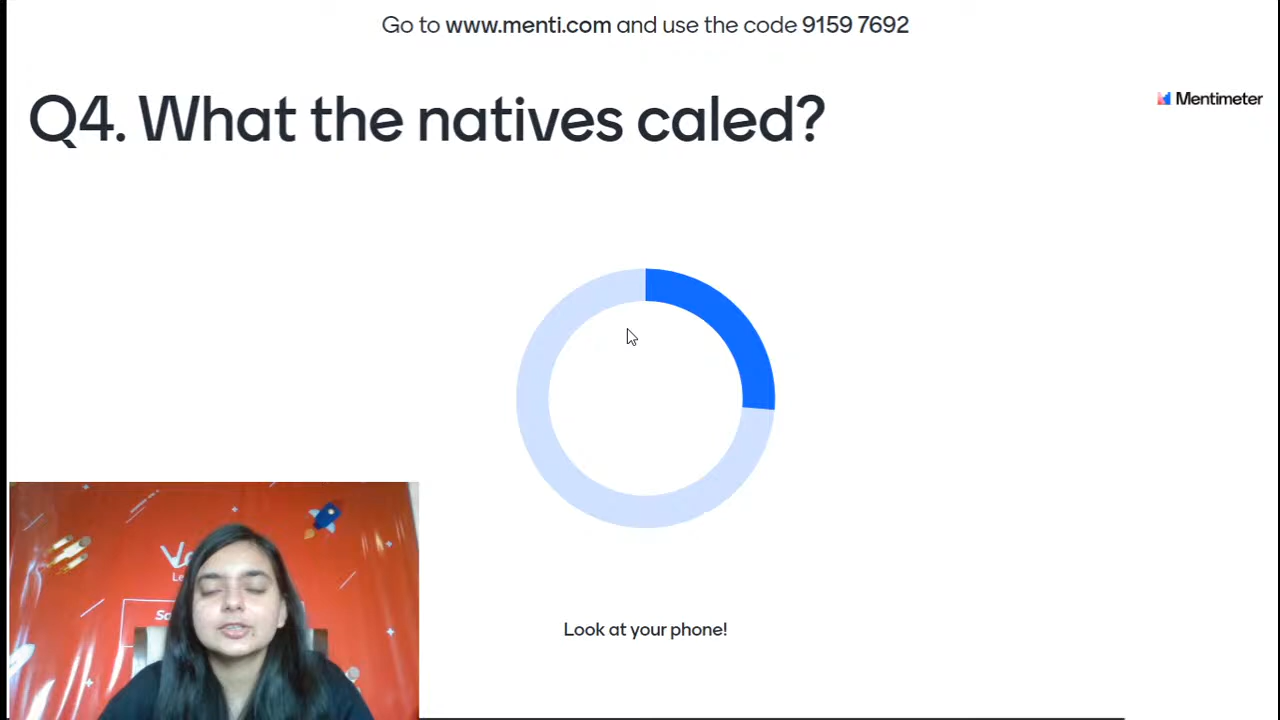 Go to www.menti.com and use the code 9159 7692
Mentimeter
Q4. What the natives caled?
Look at your phone!